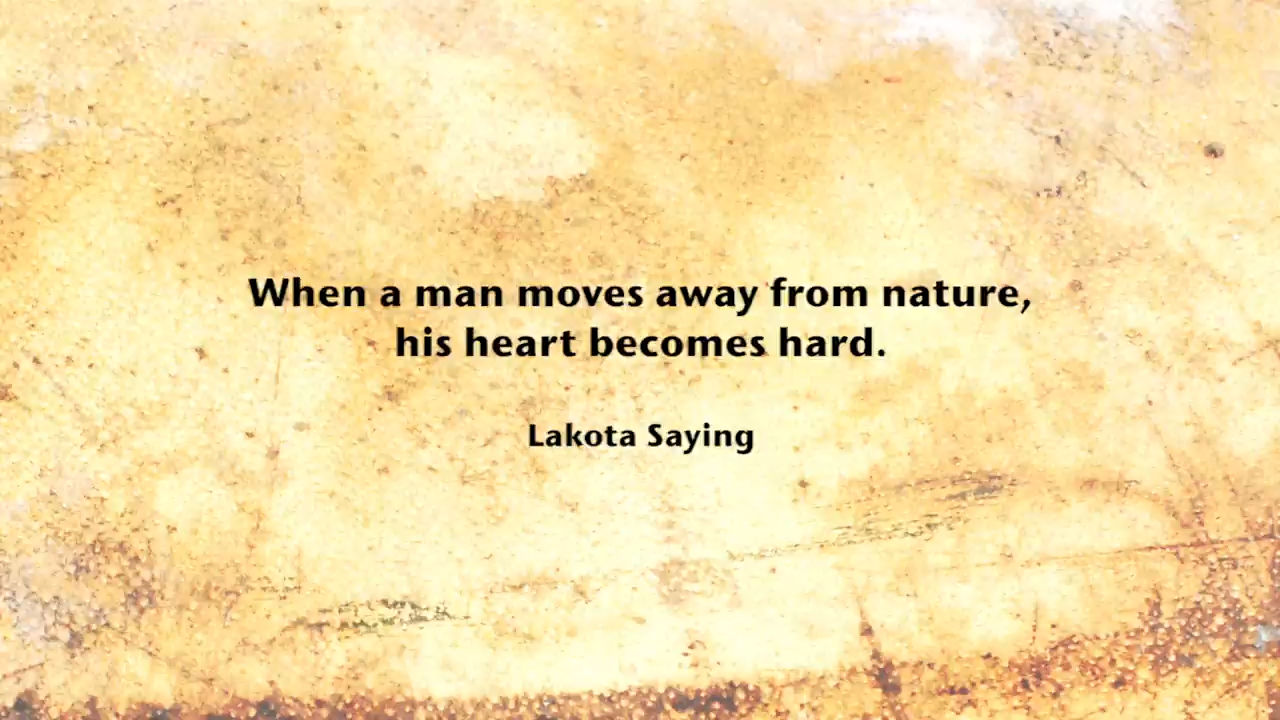 When a man moves away from nature,
his heart becomes hard.
Lakota Saying